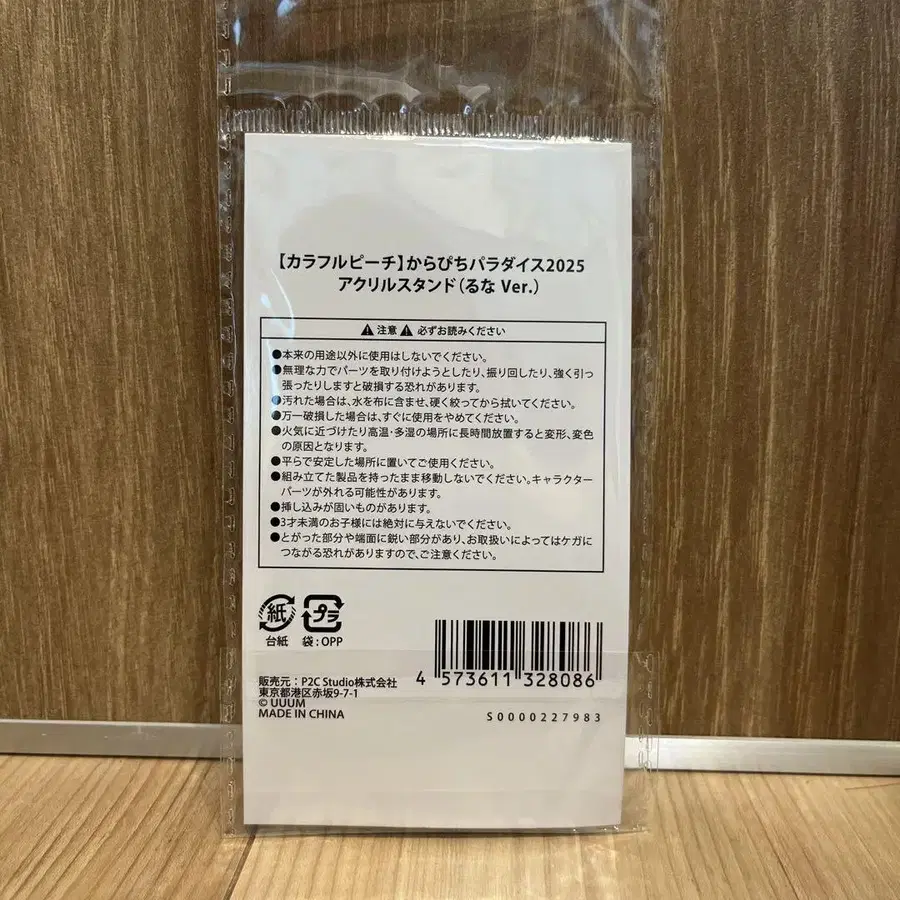 【カラフルピーチ】からぴちパラダイス2025
アクリルスタンド(るな Ver.)
⚠ 注意 ⚠ 必ずお読みください
●本来の用途以外に使用はしないでください。
●無理な力でパーツを取り付けようとしたり、振り回したり、強く引っ
張ったりしますと破損する恐れがあります。
●汚れた場合は、水を布に含ませ、硬く絞ってから拭いてください。
●万一破損した場合は、すぐに使用をやめてください。
●火気に近づけたり高温・多湿の場所に長時間放置すると変形、変色
の原因となります。
●平らで安定した場所に置いてご使用ください。
●組み立てた製品を持ったまま移動しないでください。キャラクター
パーツが外れる可能性があります。
●挿し込みが固いものがあります。
●3才未満のお子様には絶対に与えないでください。
●とがった部分や端面に鋭い部分があり、お取扱いによってはケガに
つながる恐れがありますので、ご注意ください。
紙 プラ
台紙 袋:OPP
販売元:P2C Studio株式会社
東京都港区赤坂9-7-1
© UUUM
MADE IN CHINA
4 573611 328086
S0000227983